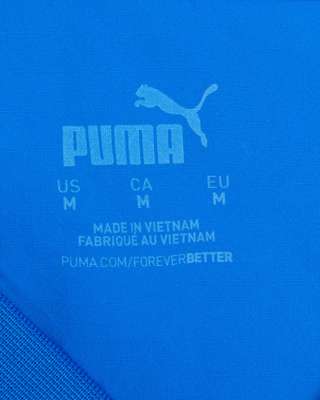 PUMA
US CA EU
M M M
MADE IN VIETNAM
FABRIQUÉ AU VIETNAM
PUMA.COM/FOREVERBETTER